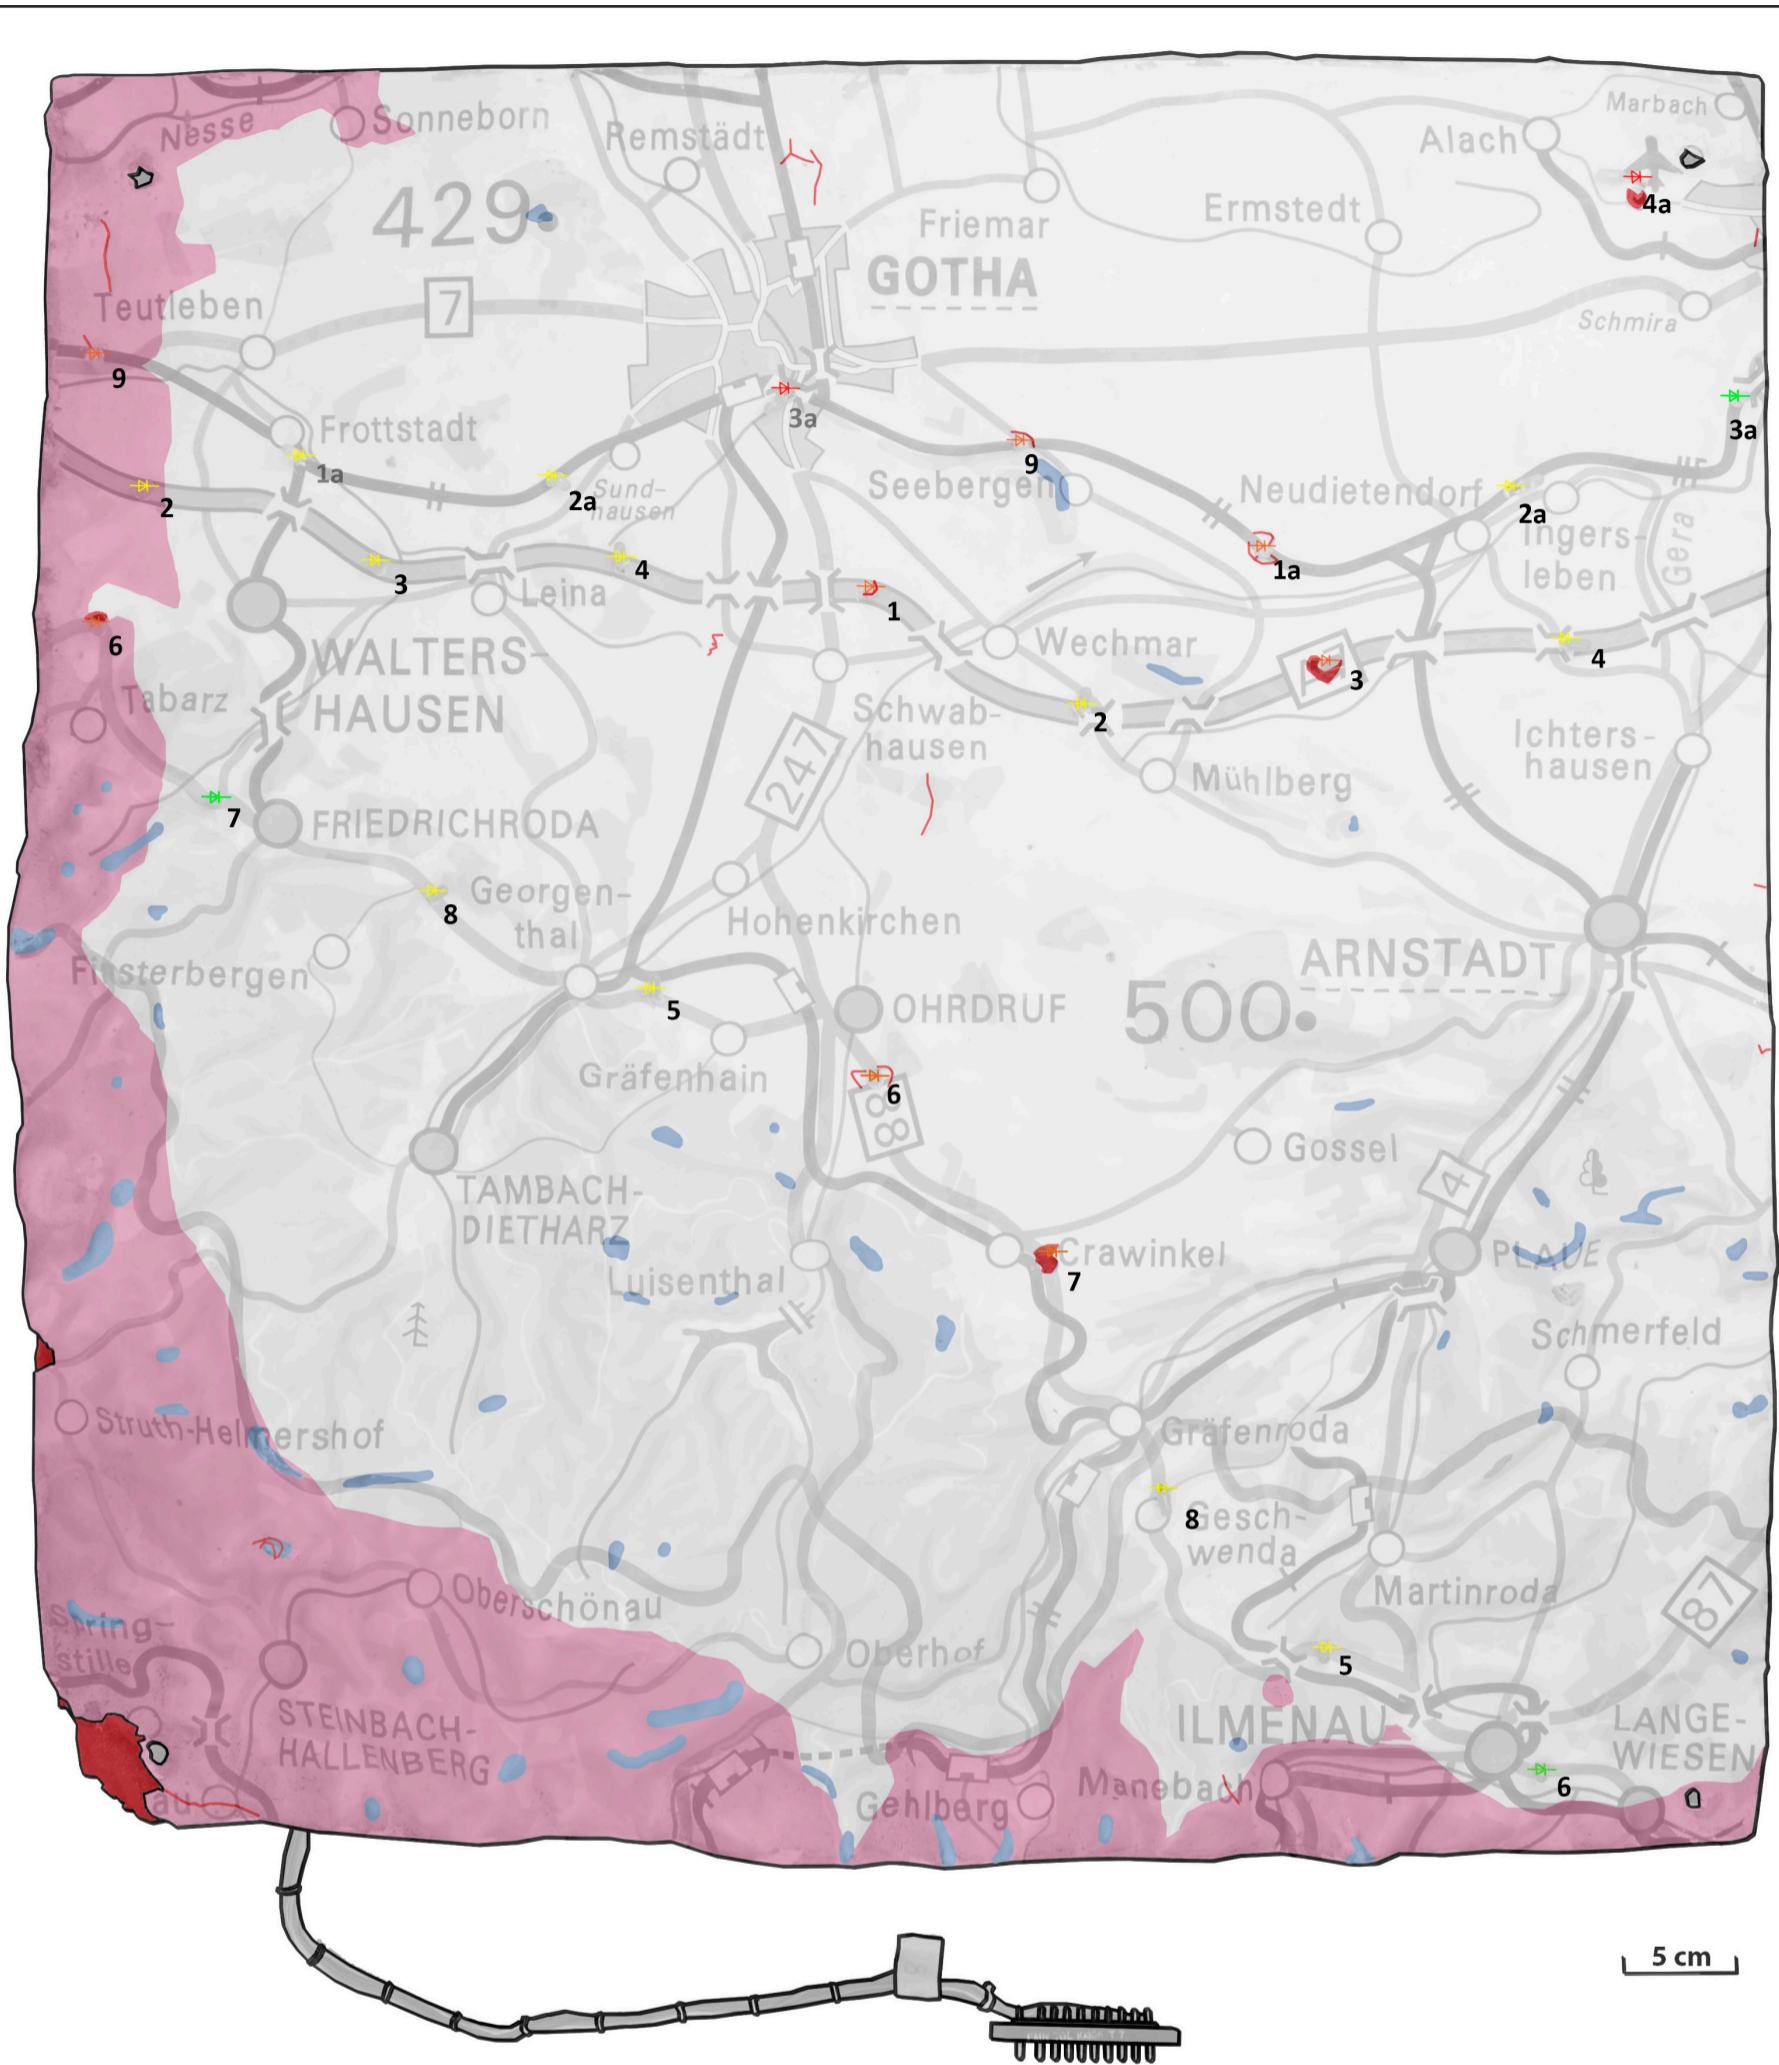 Marbach
Nesse
Sonneborn
Remstädt
Alach
429
4a
Friemar
Ermstedt
GOTHA
Teutleben
7
Schmira
9
3a
3a
Frottstadt
9
1a
Seebergen
Neudietendorf
2
2a
Sund-
hausen
2a
Ingers-
leben
Gera
3
4
1a
Leina
1
6
WALTERS-
HAUSEN
Wechmar
4
3
Tabarz
Schwab-
hausen
2
Ichters-
hausen
247
Mühlberg
7
FRIEDRICHRODA
8
Georgen-
thal
Hohenkirchen
ARNSTADT
Finsterbergen
5
OHRDRUF
500
Gräfenhain
6
88
Gossel
4
TAMBACH-
DIETHARZ
Luisenthal
Crawinkel
7
PLAUE
Schmerfeld
Struth-Helmershof
Gräfenroda
8
Gesch-
wenda
Martinroda
87
Oberschönau
Spring-
stille
Oberhof
5
STEINBACH-
HALLENBERG
ILMENAU
LANGE-
WIESEN
Gehlberg
Manebach
6
au
5 cm